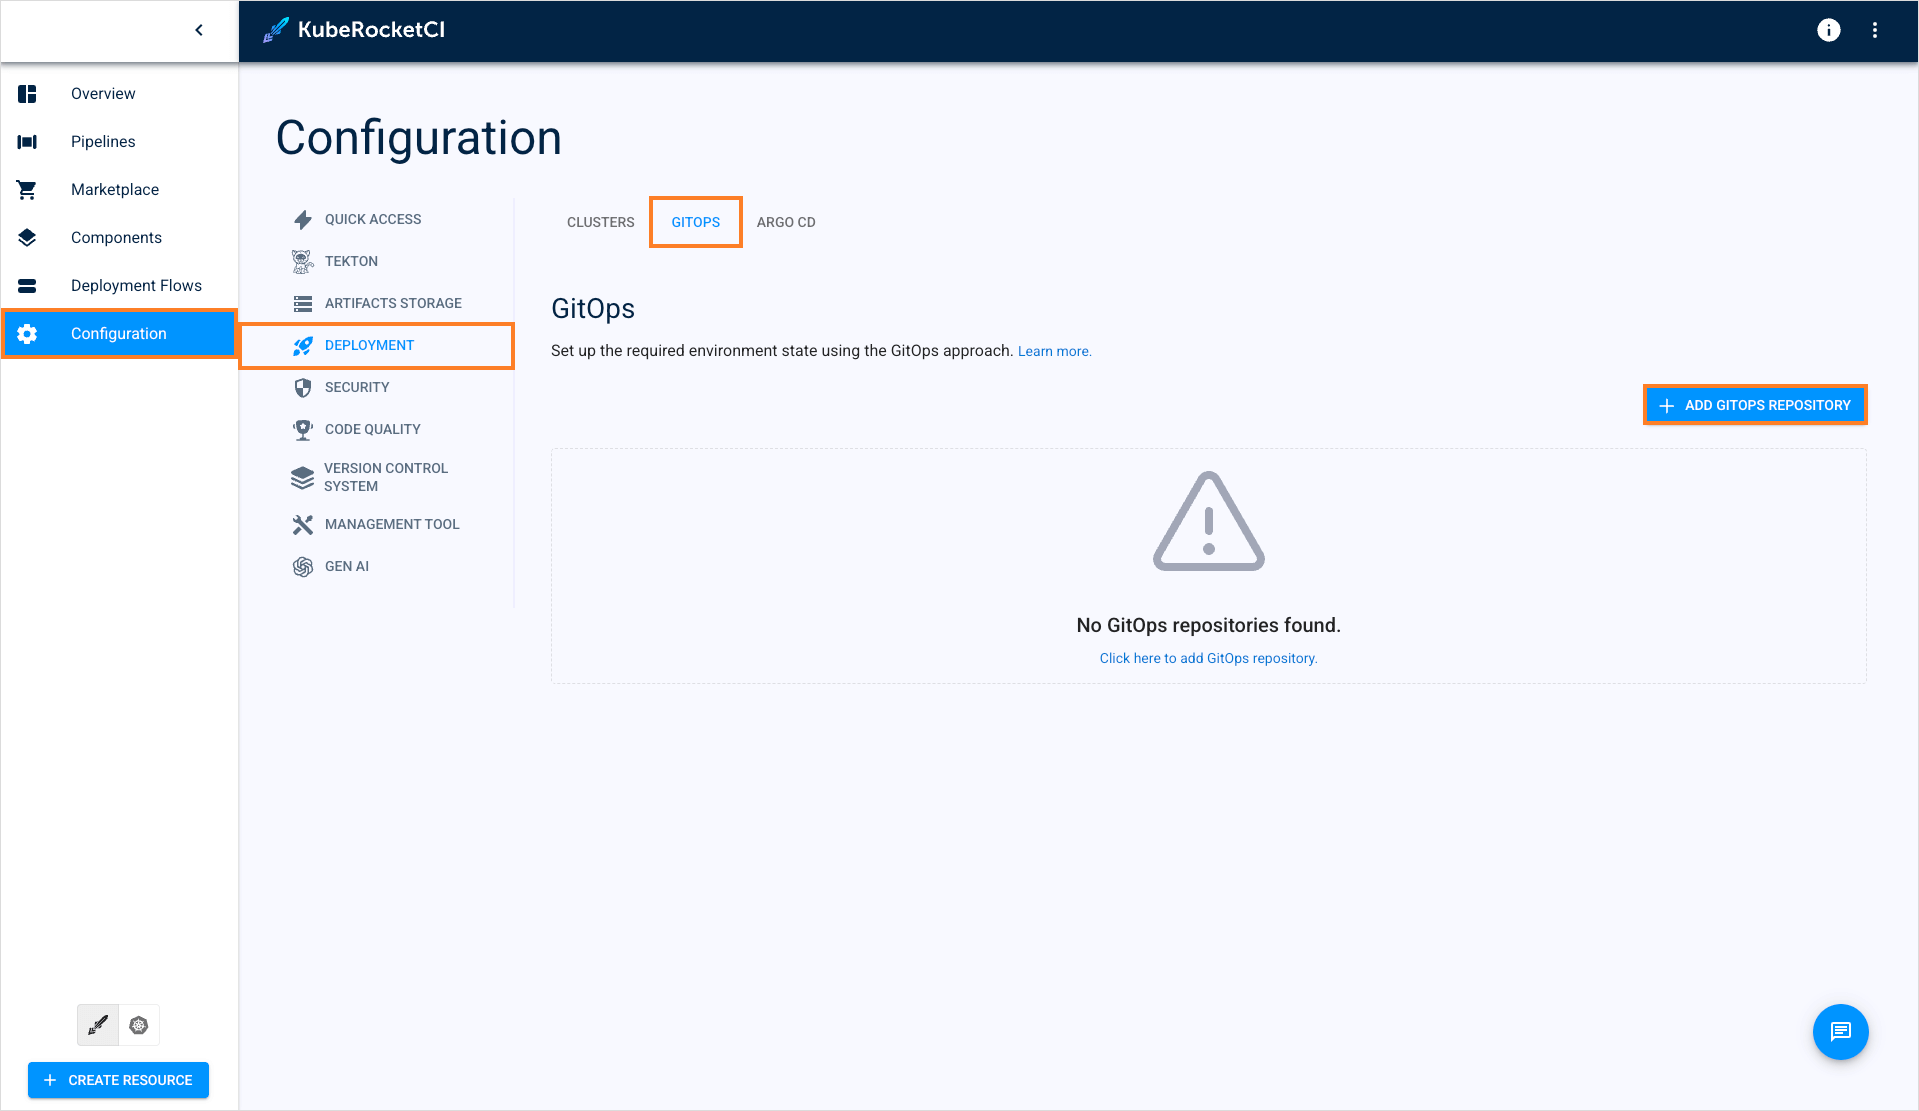 KubeRocketCI
Overview
Pipelines
Marketplace
Components
Deployment Flows
Configuration
CREATE RESOURCE
Configuration
QUICK ACCESS
TEKTON
ARTIFACTS STORAGE
DEPLOYMENT
SECURITY
CODE QUALITY
VERSION CONTROL
SYSTEM
MANAGEMENT TOOL
GEN AI
CLUSTERS
GITOPS
ARGO CD
GitOps
Set up the required environment state using the GitOps approach. Learn more.
ADD GITOPS REPOSITORY
No GitOps repositories found.
Click here to add GitOps repository.